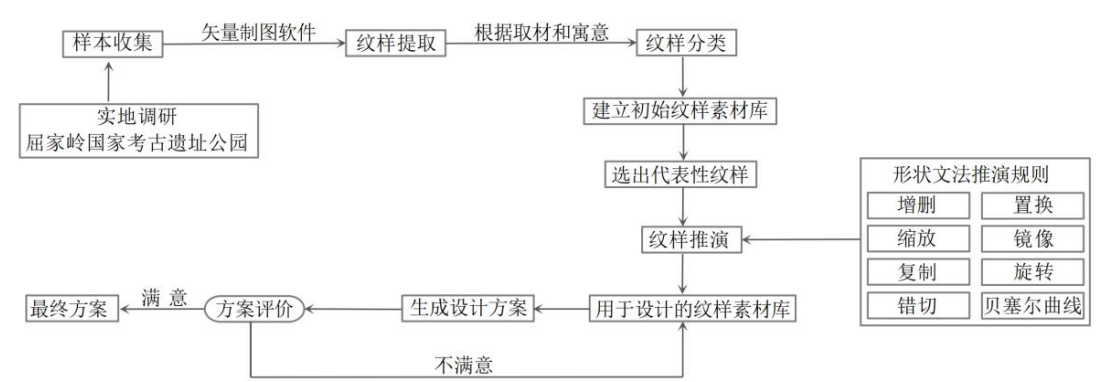 样本收集
矢量制图软件
纹样提取
根据取材和寓意
纹样分类
实地调研
屈家岭国家考古遗址公园
建立初始纹样素材库
选出代表性纹样
形状文法推演规则
增删
置换
缩放
镜像
复制
旋转
错切
贝塞尔曲线
纹样推演
用于设计的纹样素材库
生成设计方案
方案评价
满意
最终方案
不满意